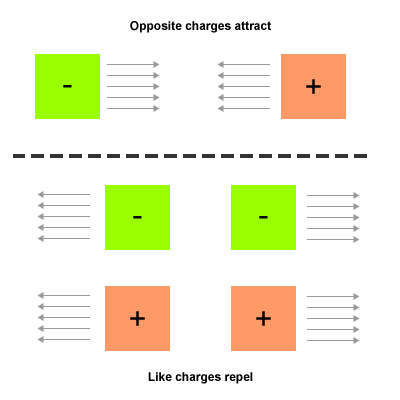 Opposite charges attract
- +
- -
+ +
Like charges repel